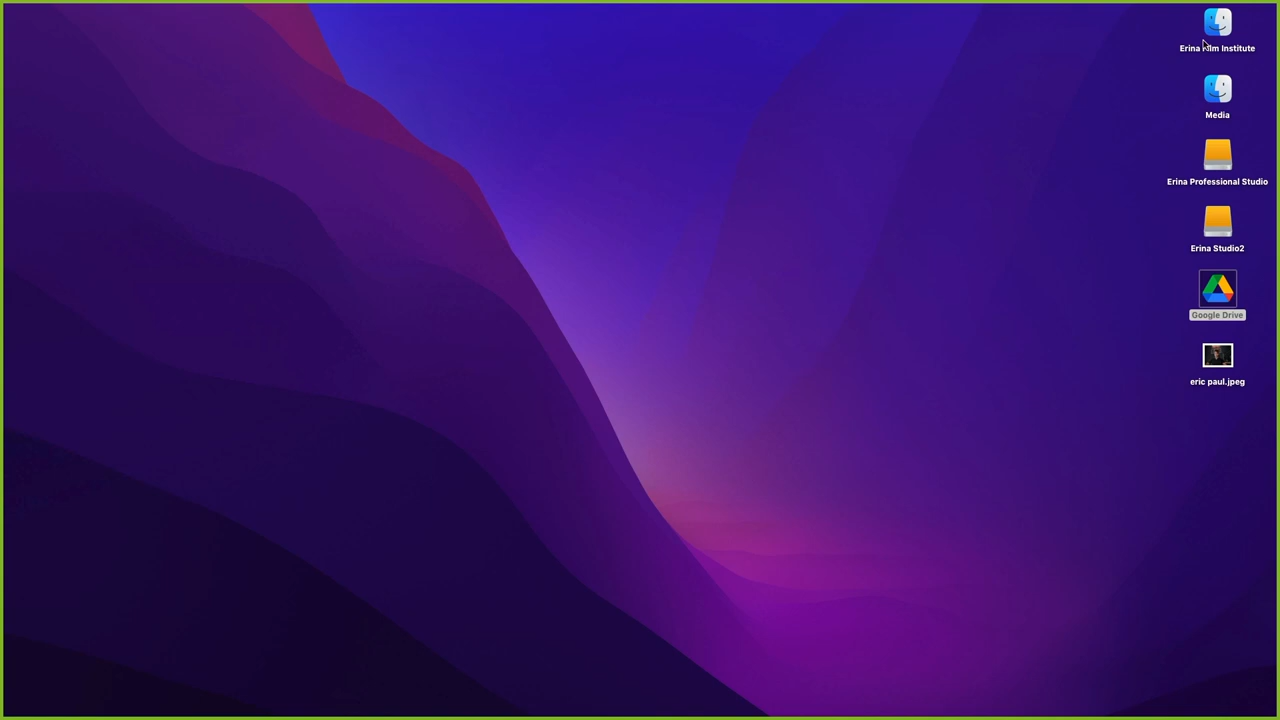 Erina Film Institute
Media
Erina Professional Studio
Erina Studio2
Google Drive
eric paul.jpeg